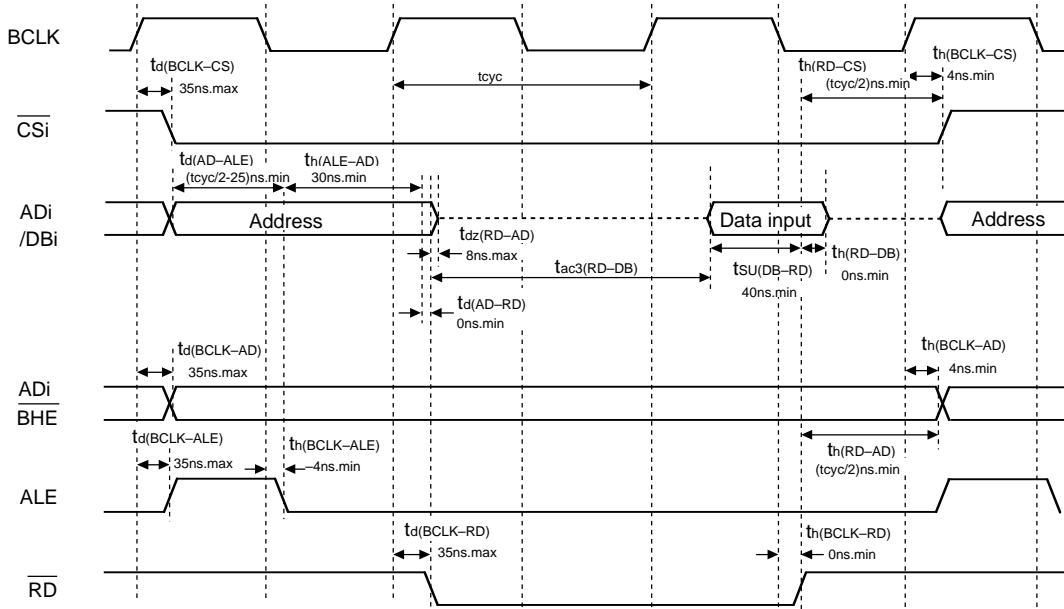 BCLK
td(BCLK–CS)
35ns.max
tcyc
th(RD–CS)
(tcyc/2)ns.min
th(BCLK–CS)
4ns.min
CSi
td(AD–ALE)
(tcyc/2-25)ns.min
th(ALE–AD)
30ns.min
ADi
/DBi
Address
Data input
Address
tdz(RD–AD)
8ns.max
tac3(RD–DB)
tSU(DB–RD)
40ns.min
th(RD–DB)
0ns.min
td(AD–RD)
0ns.min
td(BCLK–AD)
35ns.max
th(BCLK–AD)
4ns.min
ADi
BHE
td(BCLK–ALE)
35ns.max
th(BCLK–ALE)
–4ns.min
th(RD–AD)
(tcyc/2)ns.min
ALE
td(BCLK–RD)
35ns.max
th(BCLK–RD)
0ns.min
RD